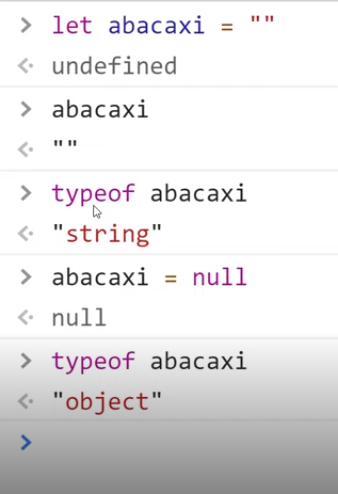 > let abacaxi = ""
<· undefined
> abacaxi
<· ""
> typeof abacaxi
<· "string"
> abacaxi = null
<· null
> typeof abacaxi
<· "object"
>